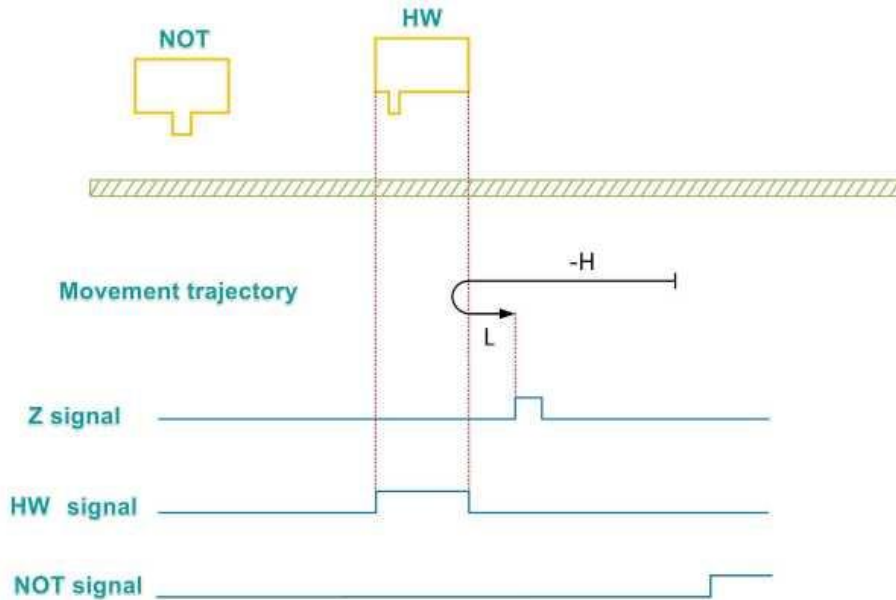 HW
NOT
-H
Movement trajectory
L
Z signal
HW signal
NOT signal